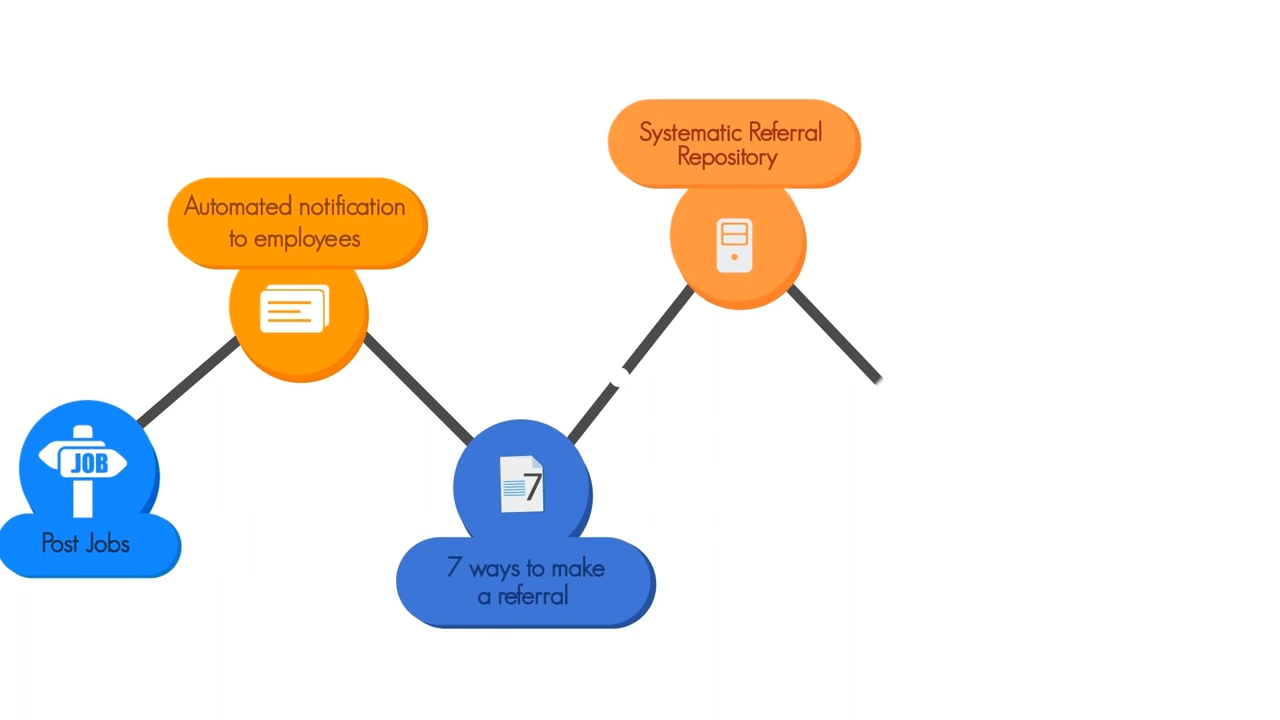 JOB
Post Jobs
Automated notification
to employees
7
7 ways to make
a referral
Systematic Referral
Repository